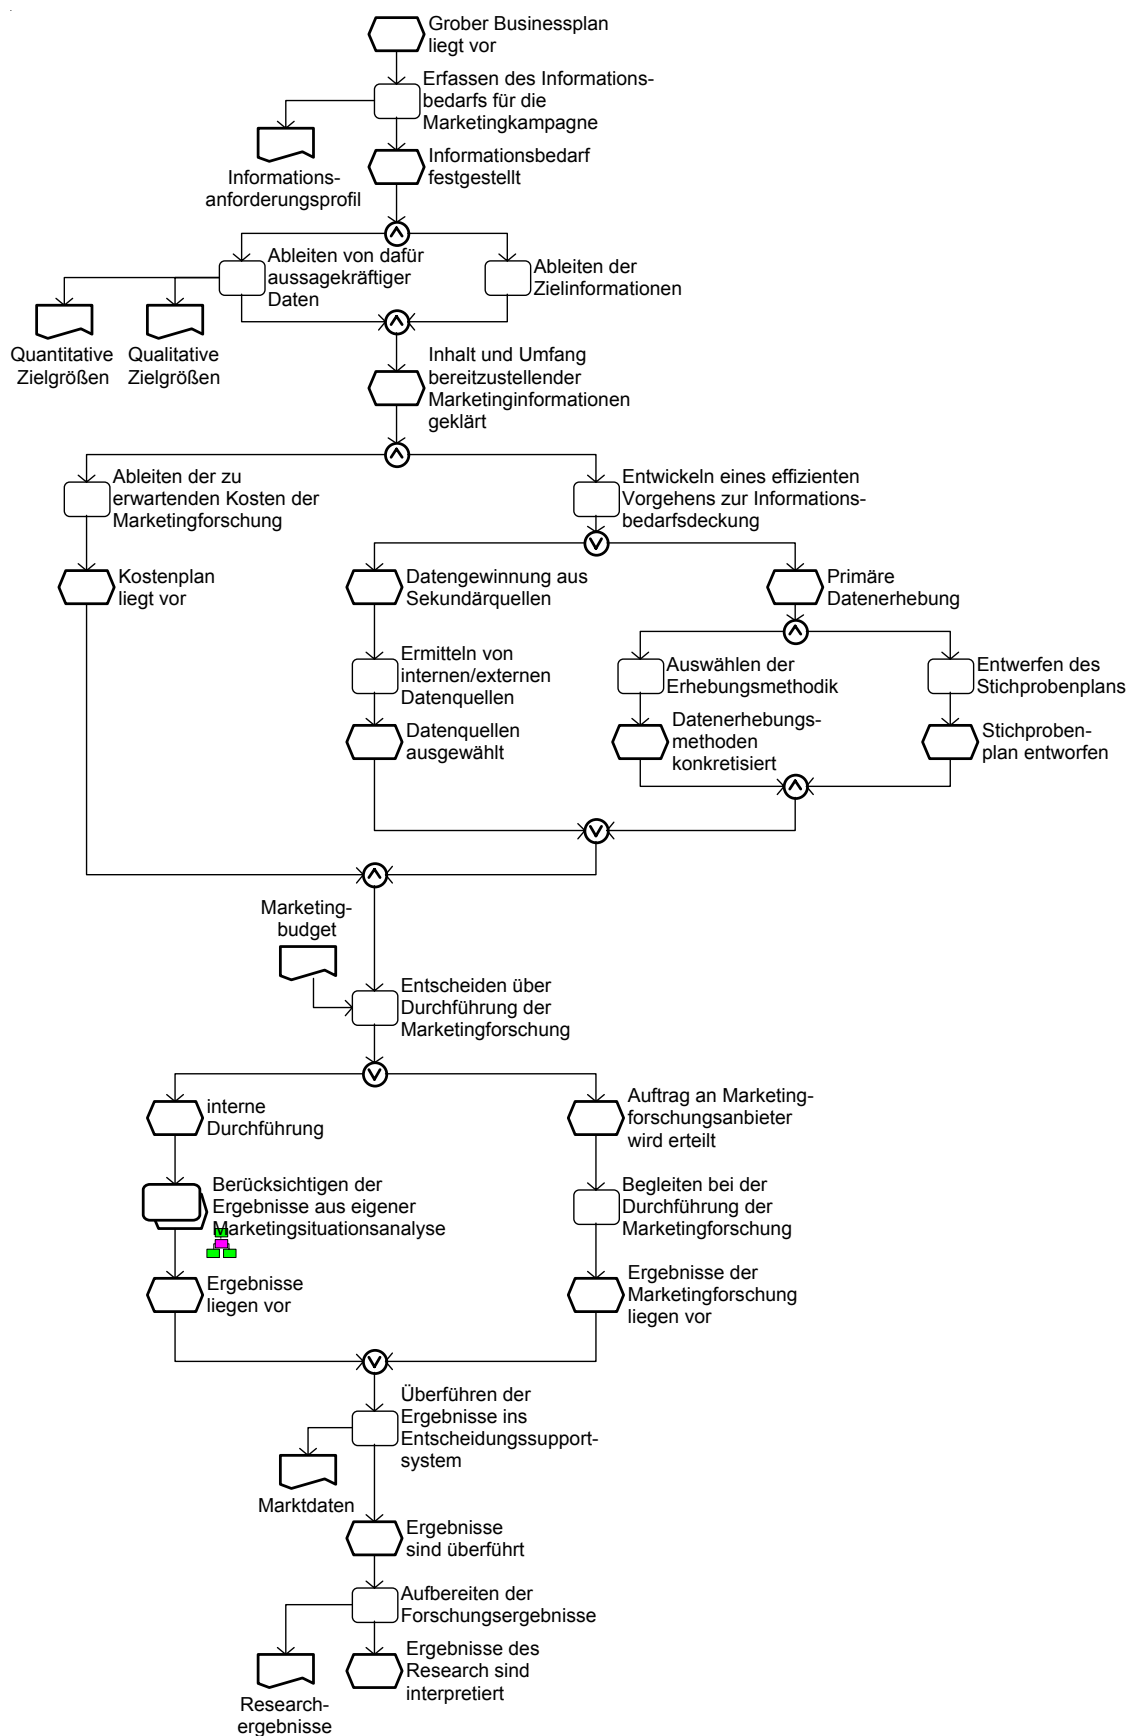 Grober Businessplan
liegt vor
Erfassen des Informations-
bedarfs für die
Marketingkampagne
Informations-
anforderungsprofil
Informationsbedarf
festgestellt
Ableiten von dafür
aussagekräftiger
Daten
Ableiten der
Zielinformationen
Quantitative
Zielgrößen
Qualitative
Zielgrößen
Inhalt und Umfang
bereitzustellender
Marketinginformationen
geklärt
Ableiten der zu
erwartenden Kosten der
Marketingforschung
Entwickeln eines effizienten
Vorgehens zur Informations-
bedarfsdeckung
Kostenplan
liegt vor
Datengewinnung aus
Sekundärquellen
Primäre
Datenerhebung
Ermitteln von
internen/externen
Datenquellen
Auswählen der
Erhebungsmethodik
Entwerfen des
Stichprobenplans
Datenquellen
ausgewählt
Datenerhebungs-
methoden
konkretisiert
Stichproben-
plan entworfen
Marketing-
budget
Entscheiden über
Durchführung der
Marketingforschung
interne
Durchführung
Auftrag an Marketing-
forschungsanbieter
wird erteilt
Berücksichtigen der
Ergebnisse aus eigener
Marketingsituationsanalyse
Begleiten bei der
Durchführung der
Marketingforschung
Ergebnisse
liegen vor
Ergebnisse der
Marketingforschung
liegen vor
Überführen der
Ergebnisse ins
Entscheidungssupport-
system
Marktdaten
Ergebnisse
sind überführt
Aufbereiten der
Forschungsergebnisse
Ergebnisse des
Research sind
interpretiert
Research-
ergebnisse